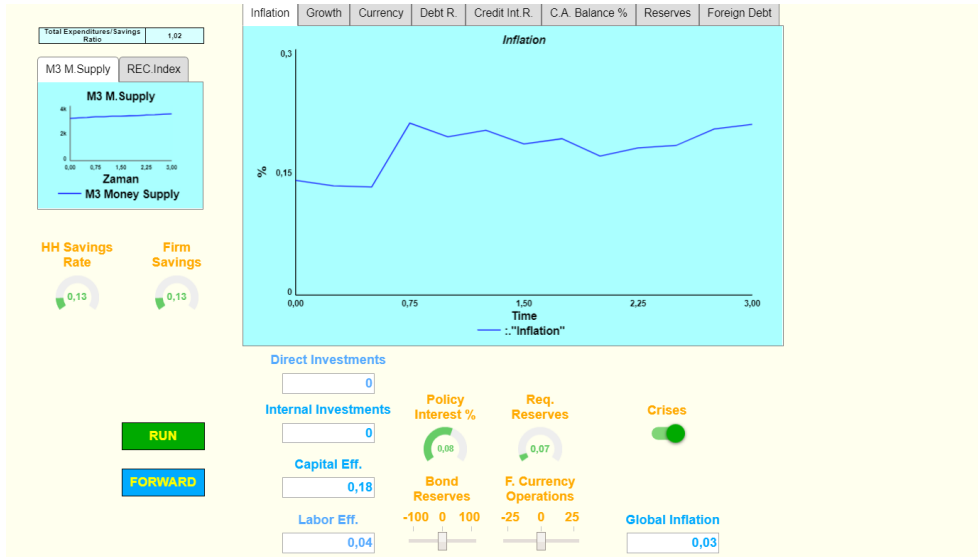 Inflation Growth Currency Debt R. Credit Int.R. C.A. Balance % Reserves Foreign Debt
Total Expenditures/Savings
Ratio
1,02
M3 M.Supply REC.Index
M3 M.Supply
4k
2k
0
0,00 0,75 1,50 2,25 3,00
Zaman
M3 Money Supply
Inflation
0,3
%
0,15
0
0,00 0,75 1,50 2,25 3,00
Time
:."Inflation"
HH Savings
Rate
0,13
Firm
Savings
0,13
Direct Investments
0
Internal Investments
0
Capital Eff.
0,18
Labor Eff.
0,04
Policy
Interest %
0,08
Req.
Reserves
0,07
Crises
Bond
Reserves
-100 0 100
F. Currency
Operations
-25 0 25
Global Inflation
0,03
RUN
FORWARD